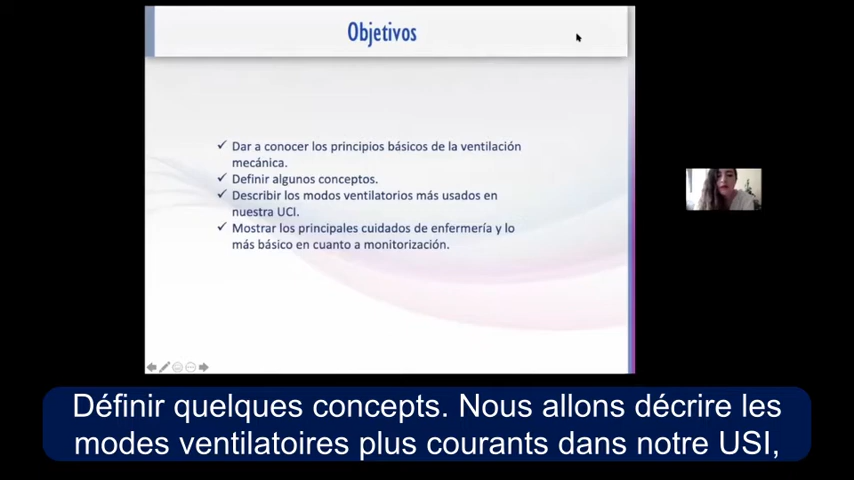 Objetivos
✓ Dar a conocer los principios básicos de la ventilación
mecánica.
✓ Definir algunos conceptos.
✓ Describir los modos ventilatorios más usados en
nuestra UCI.
✓ Mostrar los principales cuidados de enfermería y lo
más básico en cuanto a monitorización.
Définir quelques concepts. Nous allons décrire les
modes ventilatoires plus courants dans notre USI,